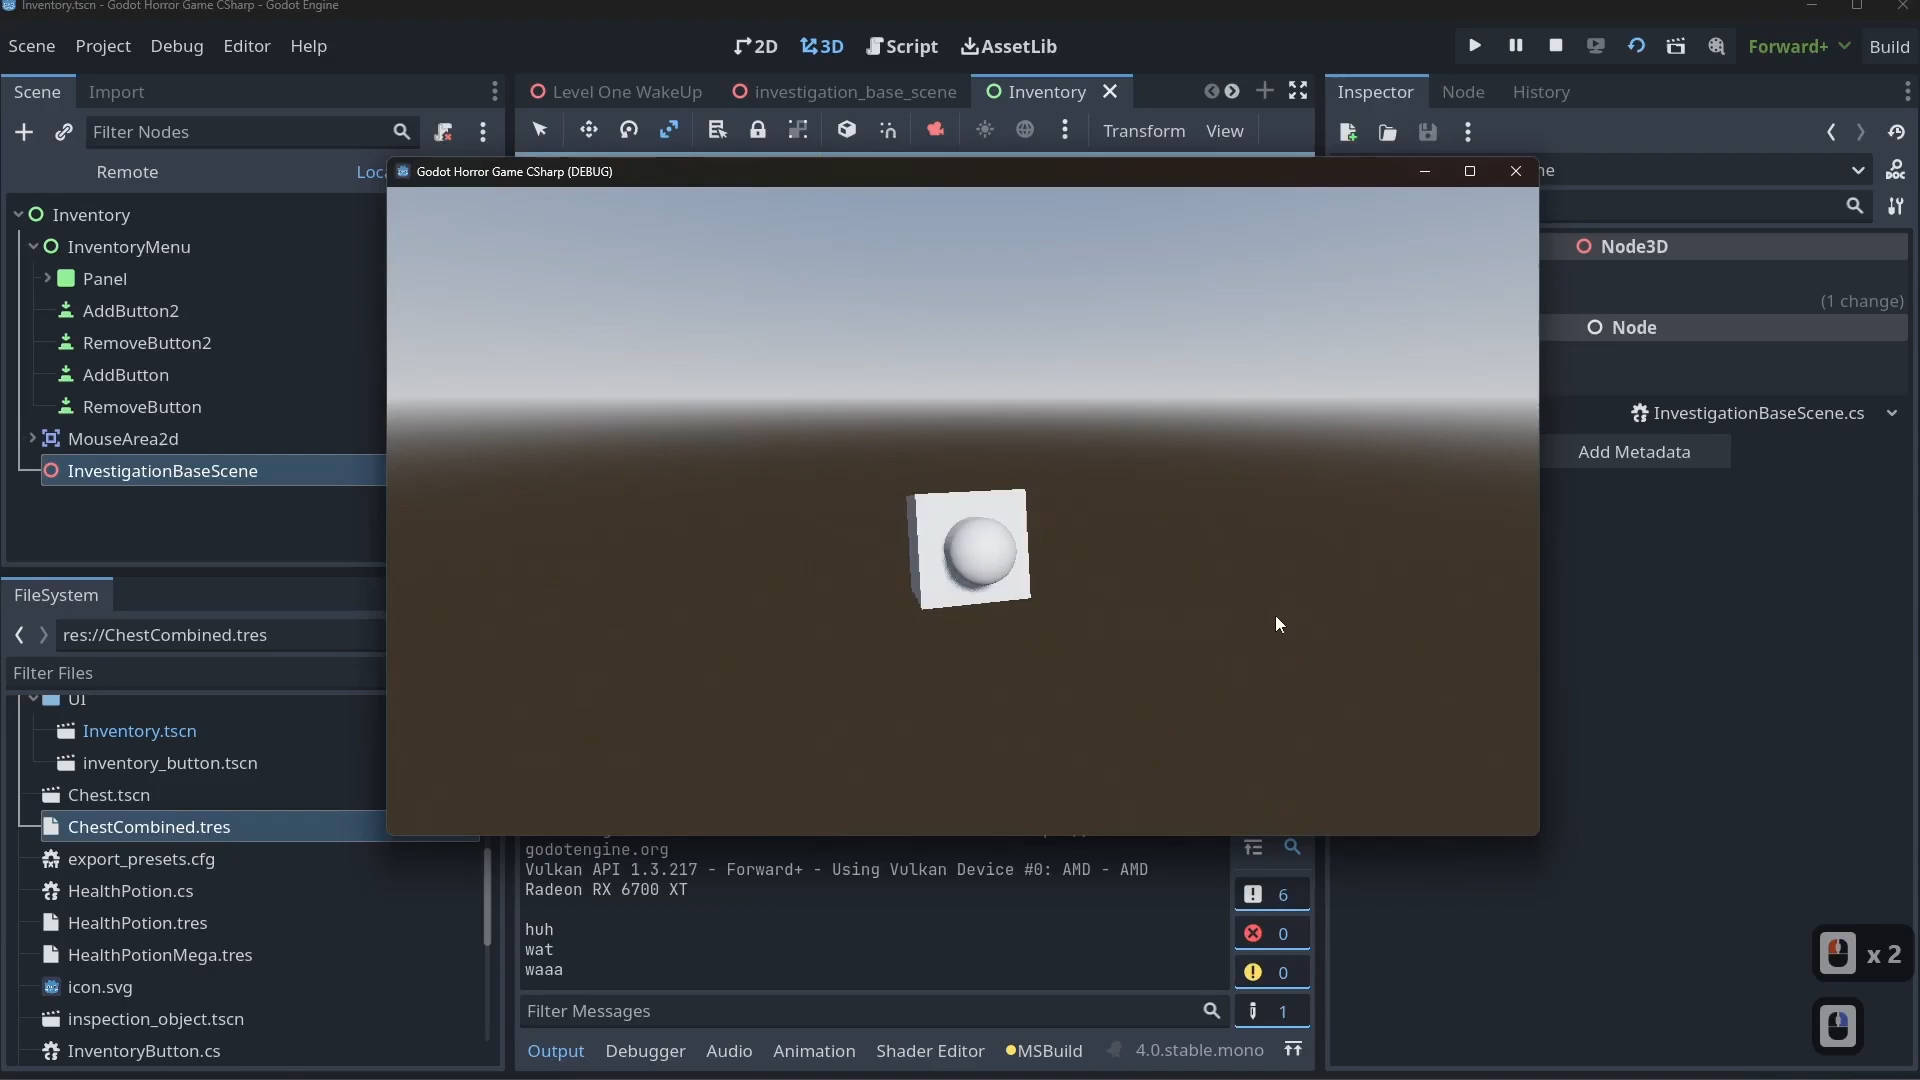 Inventory.tscn - Godot Horror Game CSharp - Godot Engine
Scene Project Debug Editor Help
2D 3D Script AssetLib
Forward+ Build
Scene Import
Filter Nodes
Remote Loca
Inventory
InventoryMenu
Panel
AddButton2
RemoveButton2
AddButton
RemoveButton
MouseArea2d
InvestigationBaseScene
FileSystem
res://ChestCombined.tres
Filter Files
UI
Inventory.tscn
inventory_button.tscn
Chest.tscn
ChestCombined.tres
export_presets.cfg
HealthPotion.cs
HealthPotion.tres
HealthPotionMega.tres
icon.svg
inspection_object.tscn
InventoryButton.cs
Level One WakeUp investigation_base_scene Inventory
Transform View
Godot Horror Game CSharp (DEBUG)
godotengine.org
Vulkan API 1.3.217 - Forward+ - Using Vulkan Device #0: AMD - AMD
Radeon RX 6700 XT
huh
wat
waaa
Filter Messages
6
0
0
1
Output Debugger Audio Animation Shader Editor MSBuild 4.0.stable.mono
Inspector Node History
ne
DOC
Node3D
(1 change)
Node
InvestigationBaseScene.cs
Add Metadata
x 2